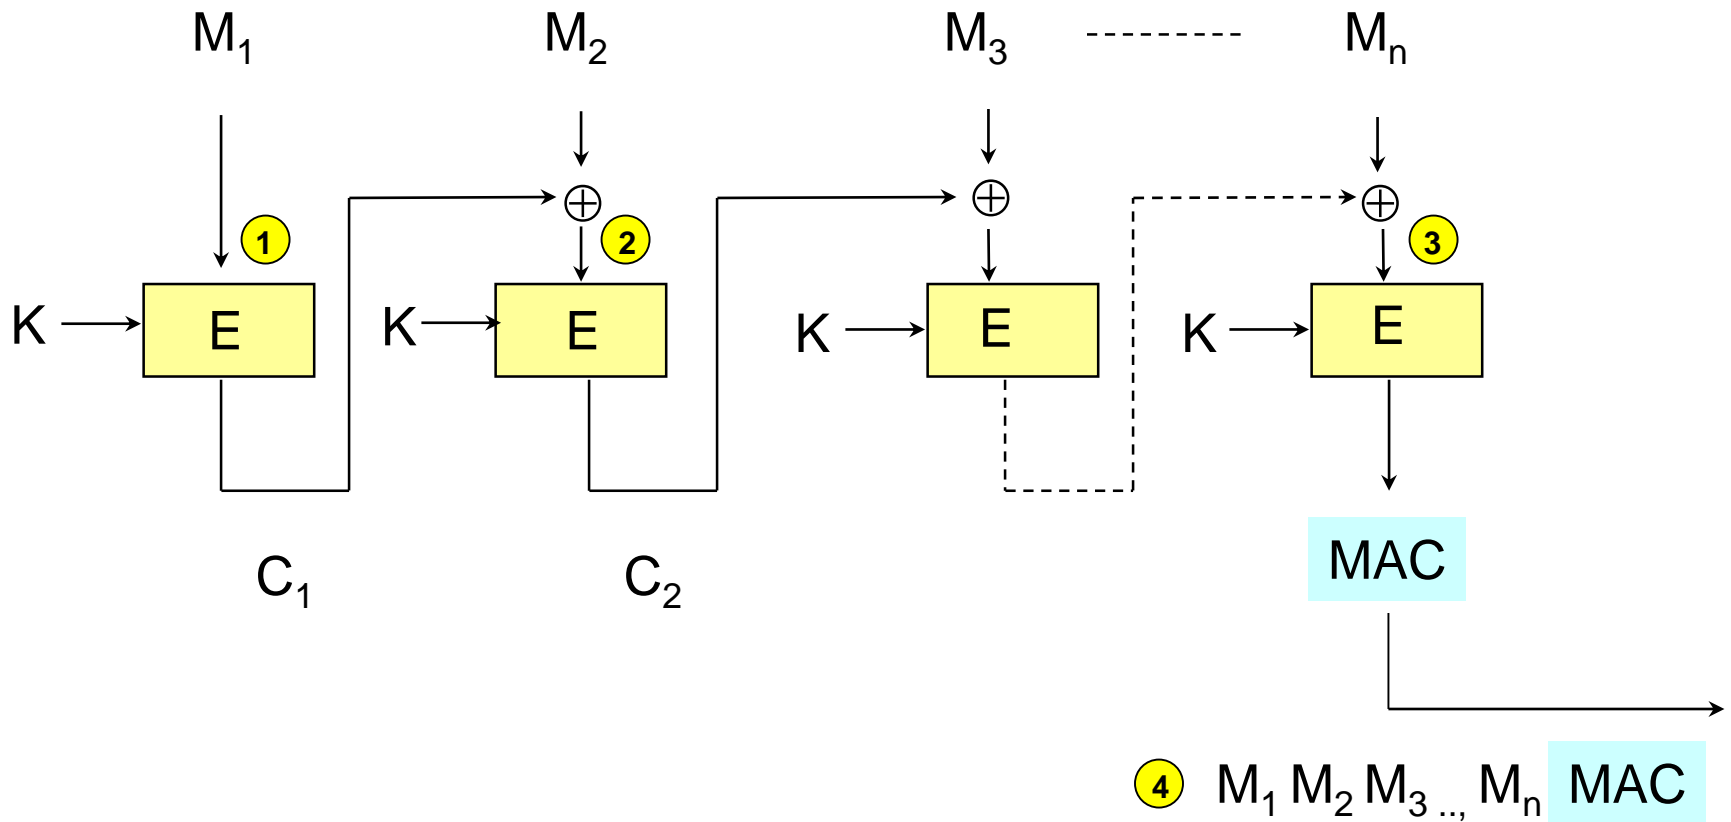 M₁ M₂ M₃ Mₙ
1 2 3
K E K E K E K E
C₁ C₂ MAC
4 M₁ M₂ M₃ .., Mₙ MAC